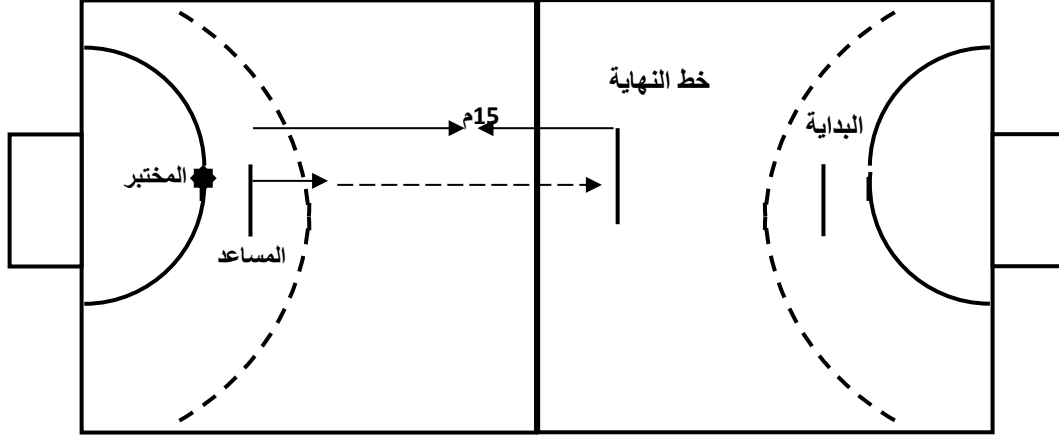 خط النهاية
البداية
15م
المختبر
المساعد